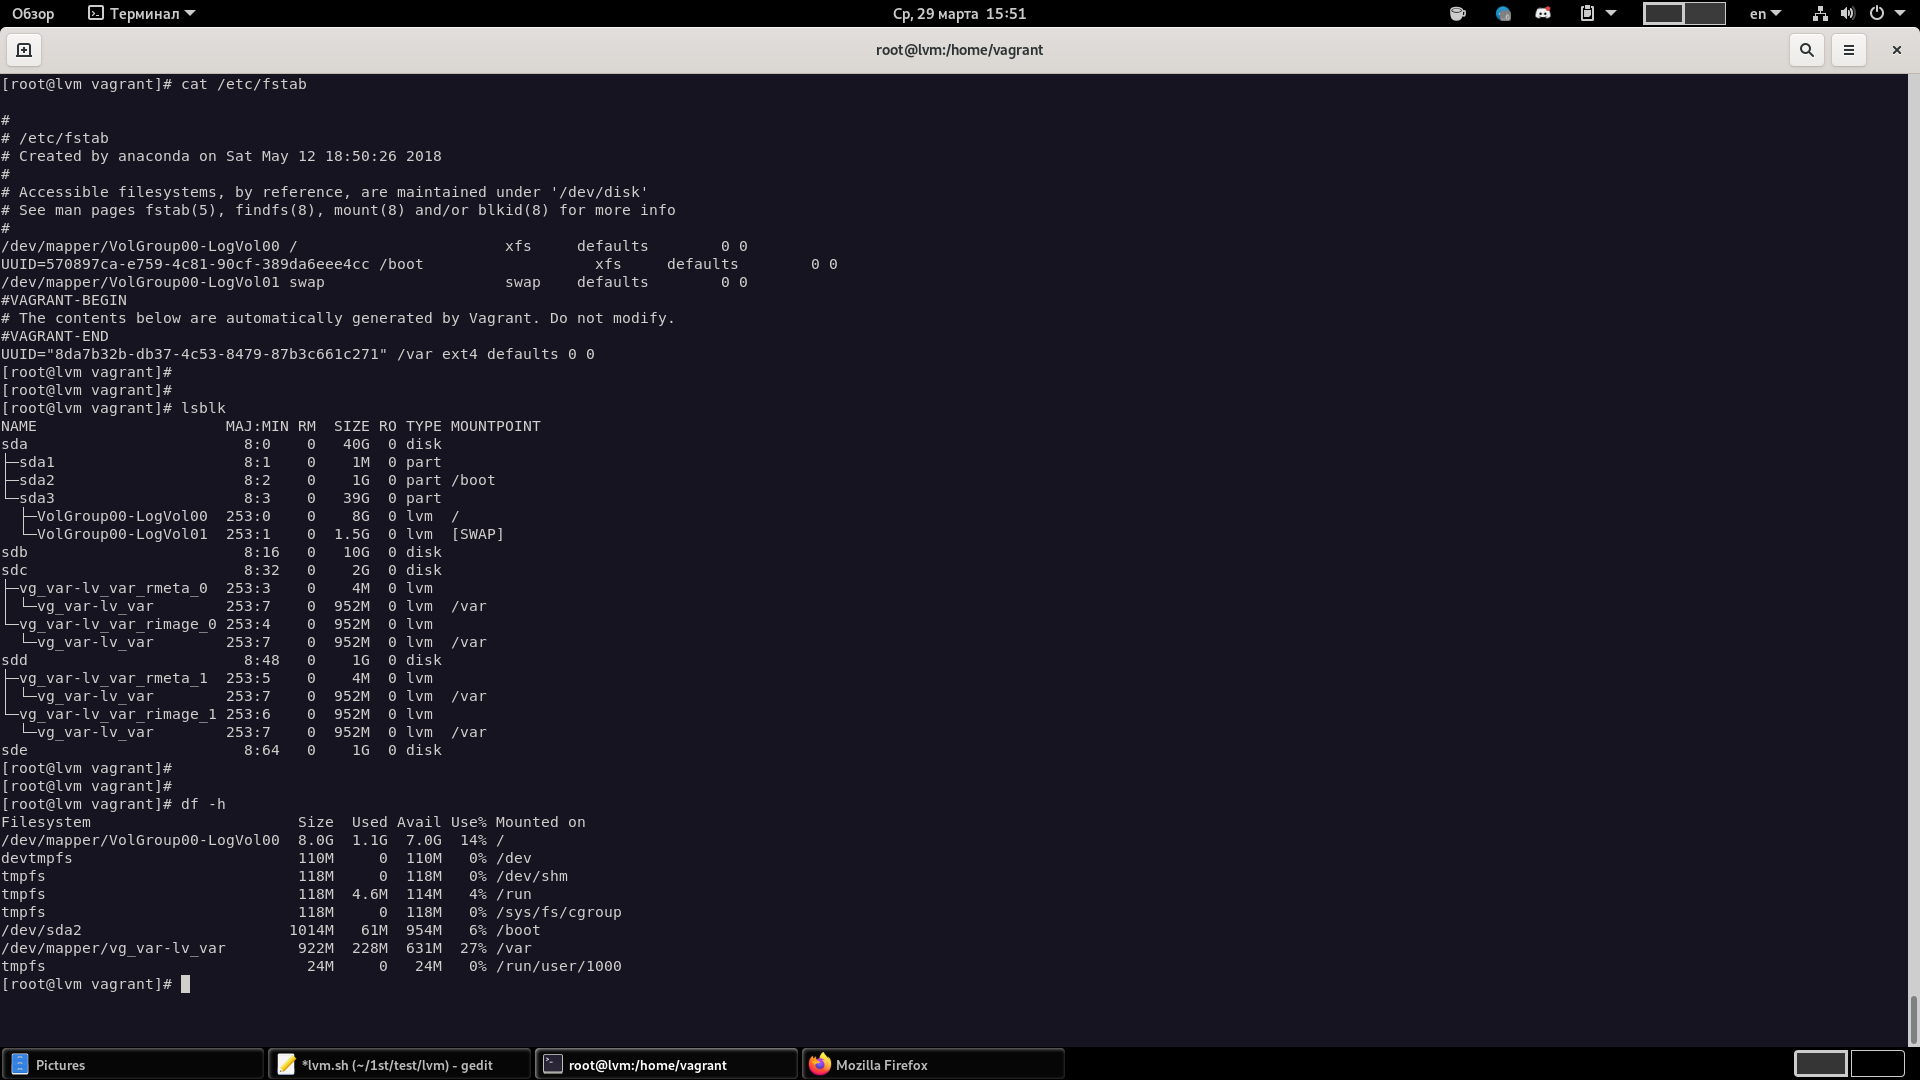 Обзор Терминал Ср, 29 марта 15:51 en
root@lvm:/home/vagrant
[root@lvm vagrant]# cat /etc/fstab
#
# /etc/fstab
# Created by anaconda on Sat May 12 18:50:26 2018
#
# Accessible filesystems, by reference, are maintained under '/dev/disk'
# See man pages fstab(5), findfs(8), mount(8) and/or blkid(8) for more info
#
/dev/mapper/VolGroup00-LogVol00 /                       xfs     defaults        0 0
UUID=570897ca-e759-4c81-90cf-389da6eee4cc /boot                   xfs     defaults        0 0
/dev/mapper/VolGroup00-LogVol01 swap                    swap    defaults        0 0
#VAGRANT-BEGIN
# The contents below are automatically generated by Vagrant. Do not modify.
#VAGRANT-END
UUID="8da7b32b-db37-4c53-8479-87b3c661c271" /var ext4 defaults 0 0
[root@lvm vagrant]#
[root@lvm vagrant]#
[root@lvm vagrant]# lsblk
NAME                     MAJ:MIN RM  SIZE RO TYPE MOUNTPOINT
sda                        8:0    0   40G  0 disk
├─sda1                     8:1    0    1M  0 part
├─sda2                     8:2    0    1G  0 part /boot
└─sda3                     8:3    0   39G  0 part
  ├─VolGroup00-LogVol00  253:0    0    8G  0 lvm  /
  └─VolGroup00-LogVol01  253:1    0  1.5G  0 lvm  [SWAP]
sdb                        8:16   0   10G  0 disk
sdc                        8:32   0    2G  0 disk
├─vg_var-lv_var_rmeta_0  253:3    0    4M  0 lvm
│ └─vg_var-lv_var        253:7    0  952M  0 lvm  /var
└─vg_var-lv_var_rimage_0 253:4    0  952M  0 lvm
  └─vg_var-lv_var        253:7    0  952M  0 lvm  /var
sdd                        8:48   0    1G  0 disk
├─vg_var-lv_var_rmeta_1  253:5    0    4M  0 lvm
│ └─vg_var-lv_var        253:7    0  952M  0 lvm  /var
└─vg_var-lv_var_rimage_1 253:6    0  952M  0 lvm
  └─vg_var-lv_var        253:7    0  952M  0 lvm  /var
sde                        8:64   0    1G  0 disk
[root@lvm vagrant]#
[root@lvm vagrant]#
[root@lvm vagrant]# df -h
Filesystem                       Size  Used Avail Use% Mounted on
/dev/mapper/VolGroup00-LogVol00  8.0G  1.1G  7.0G  14% /
devtmpfs                         110M     0  110M   0% /dev
tmpfs                            118M     0  118M   0% /dev/shm
tmpfs                            118M  4.6M  114M   4% /run
tmpfs                            118M     0  118M   0% /sys/fs/cgroup
/dev/sda2                       1014M   61M  954M   6% /boot
/dev/mapper/vg_var-lv_var        922M  228M  631M  27% /var
tmpfs                             24M     0   24M   0% /run/user/1000
[root@lvm vagrant]#
Pictures *lvm.sh (~/1st/test/lvm) - gedit root@lvm:/home/vagrant Mozilla Firefox